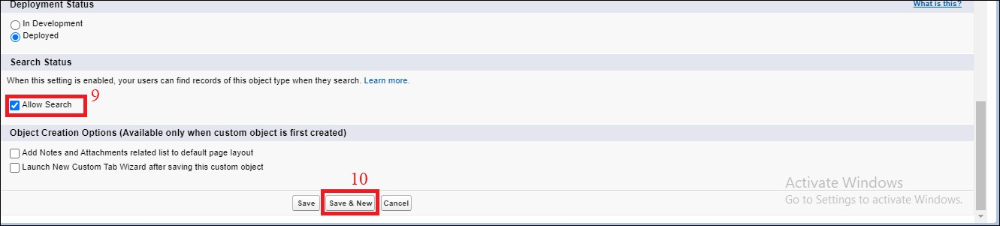 Deployment Status
What is this?
In Development
Deployed
Search Status
When this setting is enabled, your users can find records of this object type when they search. Learn more.
Allow Search
9
Object Creation Options (Available only when custom object is first created)
Add Notes and Attachments related list to default page layout
Launch New Custom Tab Wizard after saving this custom object
10
Save
Save & New
Cancel
Activate Windows
Go to Settings to activate Windows.